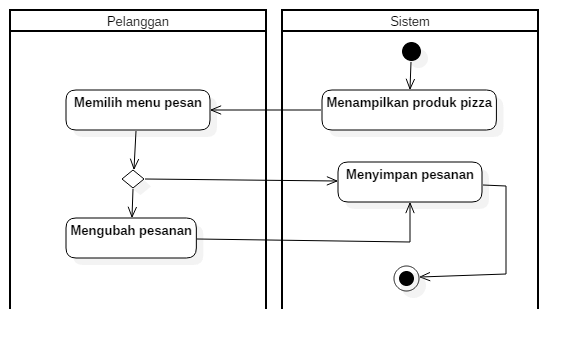 Pelanggan
Sistem
Memilih menu pesan
Menampilkan produk pizza
Menyimpan pesanan
Mengubah pesanan